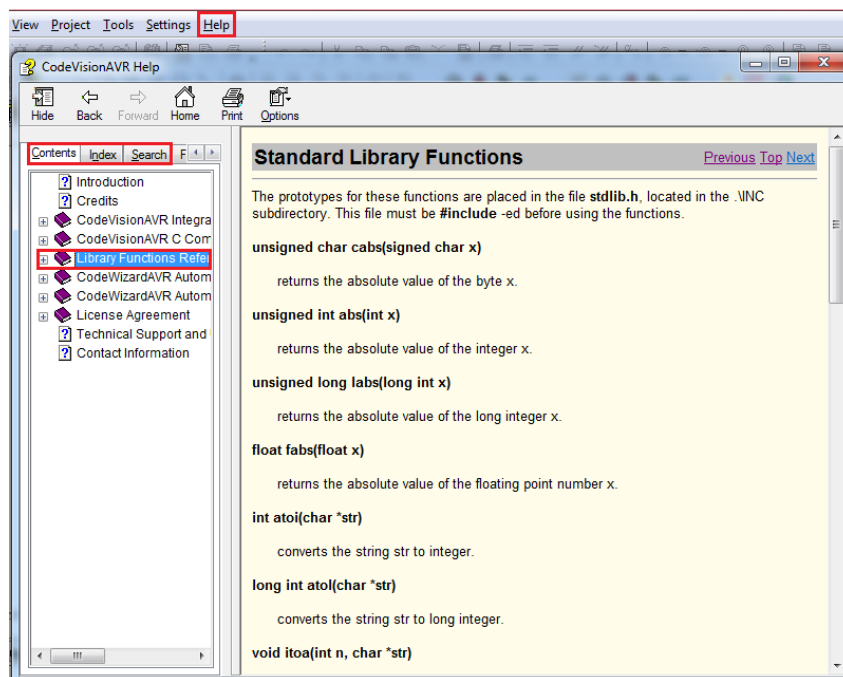 View Project Tools Settings Help
CodeVisionAVR Help
Hide Back Forward Home Print Options
Contents Index Search F
Introduction
Credits
CodeVisionAVR Integra
CodeVisionAVR C Com
Library Functions Refer
CodeWizardAVR Autom
CodeWizardAVR Autom
License Agreement
Technical Support and
Contact Information
Standard Library Functions Previous Top Next
The prototypes for these functions are placed in the file stdlib.h, located in the .\INC
subdirectory. This file must be #include -ed before using the functions.
unsigned char cabs(signed char x)
returns the absolute value of the byte x.
unsigned int abs(int x)
returns the absolute value of the integer x.
unsigned long labs(long int x)
returns the absolute value of the long integer x.
float fabs(float x)
returns the absolute value of the floating point number x.
int atoi(char *str)
converts the string str to integer.
long int atol(char *str)
converts the string str to long integer.
void itoa(int n, char *str)